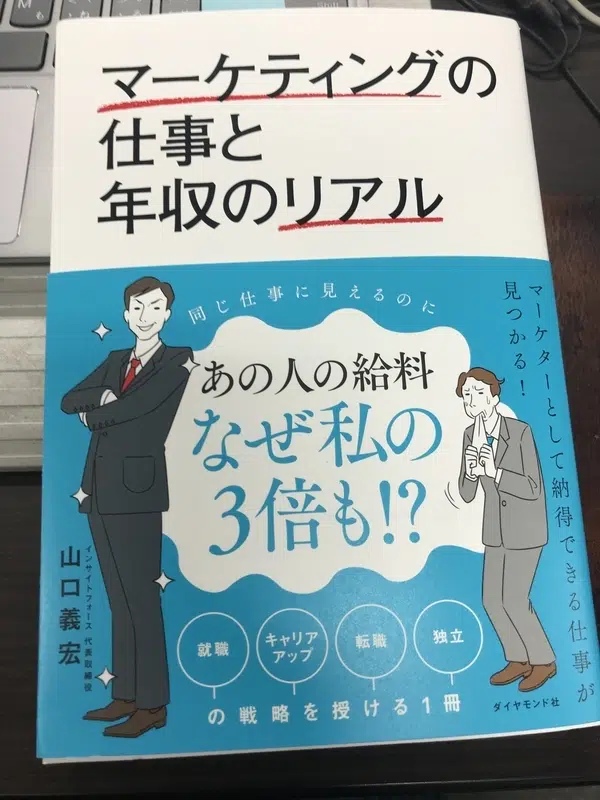 マーケティングの
仕事と
年収のリアル
同じ仕事に見えるのに
あの人の給料
なぜ私の
3倍も!?
マーケターとして納得できる仕事が
見つかる!
インサイトフォース 代表取締役
山口義宏
就職
キャリア
アップ
転職
独立
の戦略を授ける1冊
ダイヤモンド社